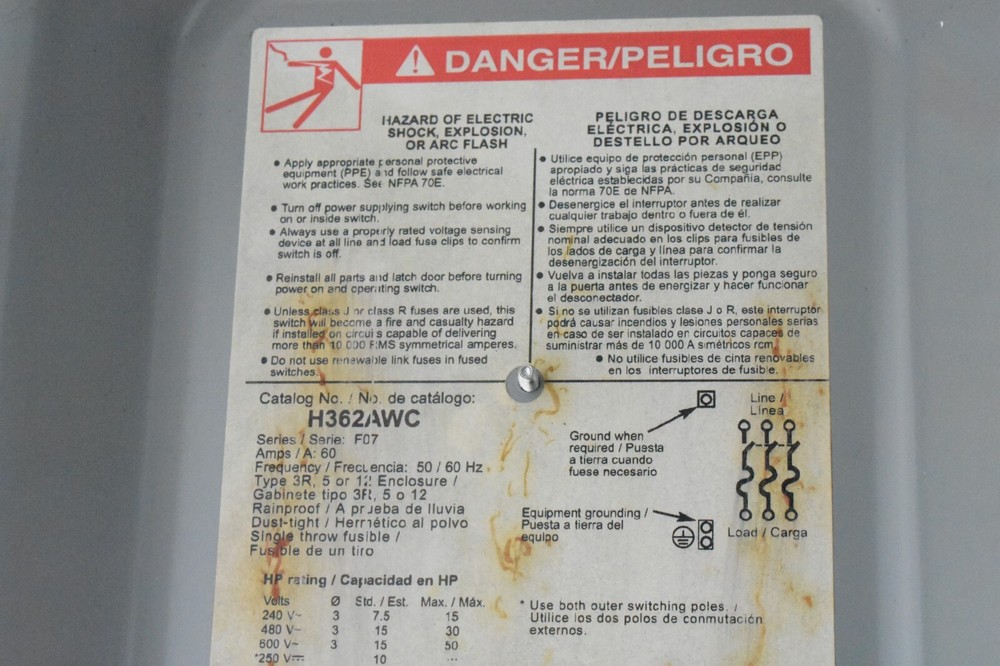 DANGER/PELIGRO
HAZARD OF ELECTRIC
SHOCK, EXPLOSION,
OR ARC FLASH
• Apply appropriate personal protective
equipment (PPE) and follow safe electrical
work practices. See NFPA 70E.
• Turn off power supplying switch before working
on or inside switch.
• Always use a properly rated voltage sensing
device at all line and load fuse clips to confirm
switch is off.
• Reinstall all parts and latch door before turning
power on and operating switch.
• Unless class J or class R fuses are used, this
switch will become a fire and casualty hazard
if installed on circuits capable of delivering
more than 10 000 RMS symmetrical amperes.
• Do not use renewable link fuses in fused
switches.
PELIGRO DE DESCARGA
ELÉCTRICA, EXPLOSIÓN O
DESTELLO POR ARQUEO
• Utilice equipo de protección personal (EPP)
apropiado y siga las prácticas de seguridad
eléctrica establecidas por su Compañia, consulte
la norma 70E de NFPA.
• Desenergice el interruptor antes de realizar
cualquier trabajo dentro o fuera de él.
• Siempre utilice un dispositivo detector de tensión
nominal adecuado en los clips para fusibles de
los lados de carga y línea para confirmar la
desenergización del interruptor.
• Vuelva a instalar todas las piezas y ponga seguro
a la puerta antes de energizar y hacer funcionar
el desconectador.
• Si no se utilizan fusibles clase J o R, este interruptor
podrá causar incendios y lesiones personales serias
en caso de ser instalado en circuitos capaces de
suministrar más de 10 000 A simétricos rcm.
• No utilice fusibles de cinta renovables
en los interruptores de fusible.
Catalog No. / No. de catálogo:
H362AWC
Series / Serie: F07
Amps / A: 60
Frequency / Frecuencia: 50 / 60 Hz
Type 3R, 5 or 12 Enclosure /
Gabinete tipo 3R, 5 o 12
Rainproof / A prueba de lluvia
Dust-tight / Hermético al polvo
Single throw fusible /
Fusible de un tiro
HP rating / Capacidad en HP
Volts Ø Std. / Est. Max. / Máx.
240 V~ 3 7.5 15
480 V~ 3 15 30
600 V~ 3 15 50
*250 V⎓ 10 ...
Line /
Línea
Ground when
required / Puesta
a tierra cuando
fuese necesario
Equipment grounding /
Puesta a tierra del
equipo
Load / Carga
* Use both outer switching poles. /
Utilice los dos polos de conmutación
externos.